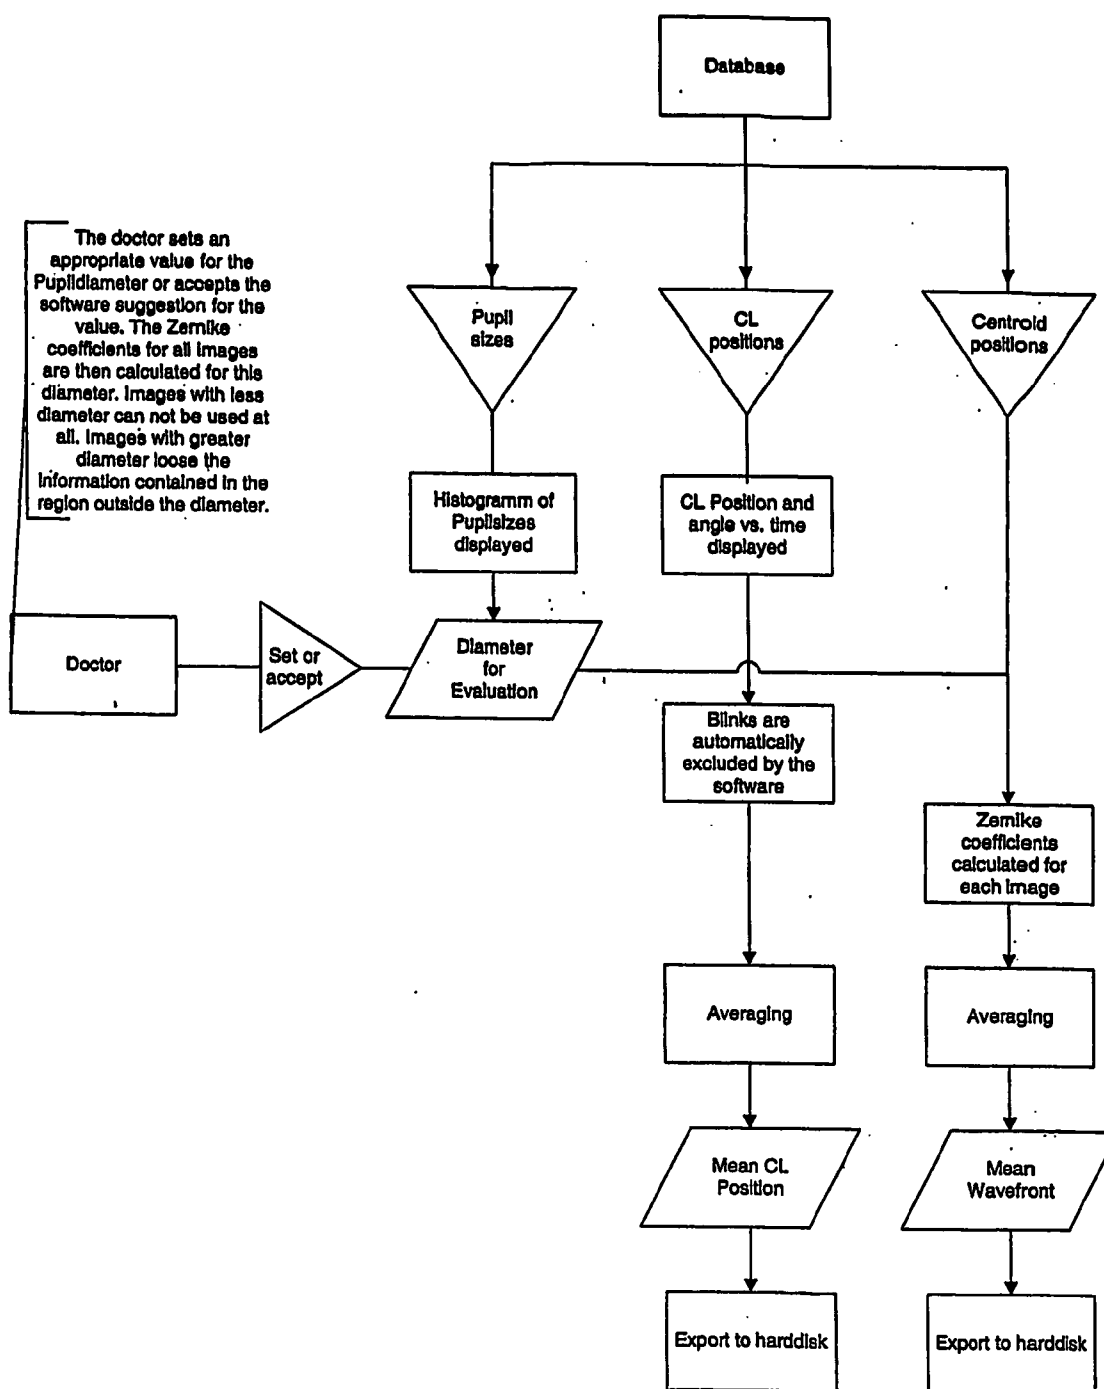 Database
The doctor sets an
appropriate value for the
Pupildiameter or accepts the
software suggestion for the
value. The Zernike
coefficients for all images
are then calculated for this
diameter. Images with less
diameter can not be used at
all. Images with greater
diameter loose the
information contained in the
region outside the diameter.
Pupil
sizes
CL
positions
Centroid
positions
Histogramm of
Pupilsizes
displayed
CL Position and
angle vs. time
displayed
Doctor
Set or
accept
Diameter
for
Evaluation
Blinks are
automatically
excluded by the
software
Zernike
coefficients
calculated for
each image
Averaging
Averaging
Mean CL
Position
Mean
Wavefront
Export to harddisk
Export to harddisk